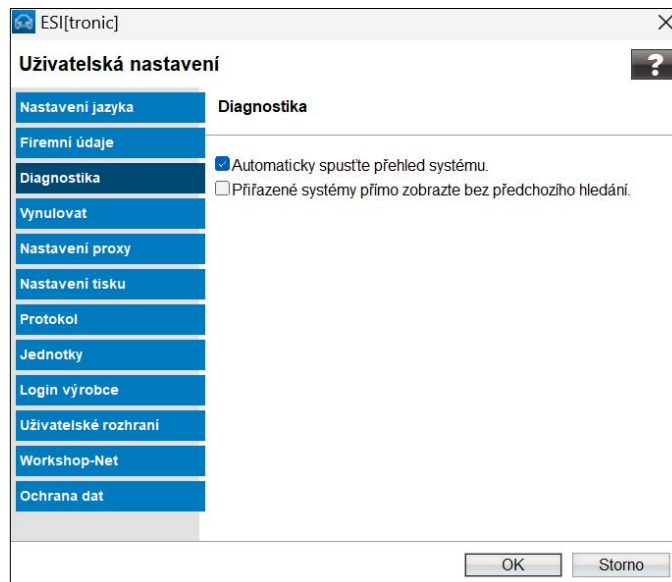 ESI[tronic]
Uživatelská nastavení
?
Nastavení jazyka
Firemní údaje
Diagnostika
Vynulovat
Nastavení proxy
Nastavení tisku
Protokol
Jednotky
Login výrobce
Uživatelské rozhraní
Workshop-Net
Ochrana dat
Diagnostika
Automaticky spusťte přehled systému.
Přiřazené systémy přímo zobrazte bez předchozího hledání.
OK
Storno